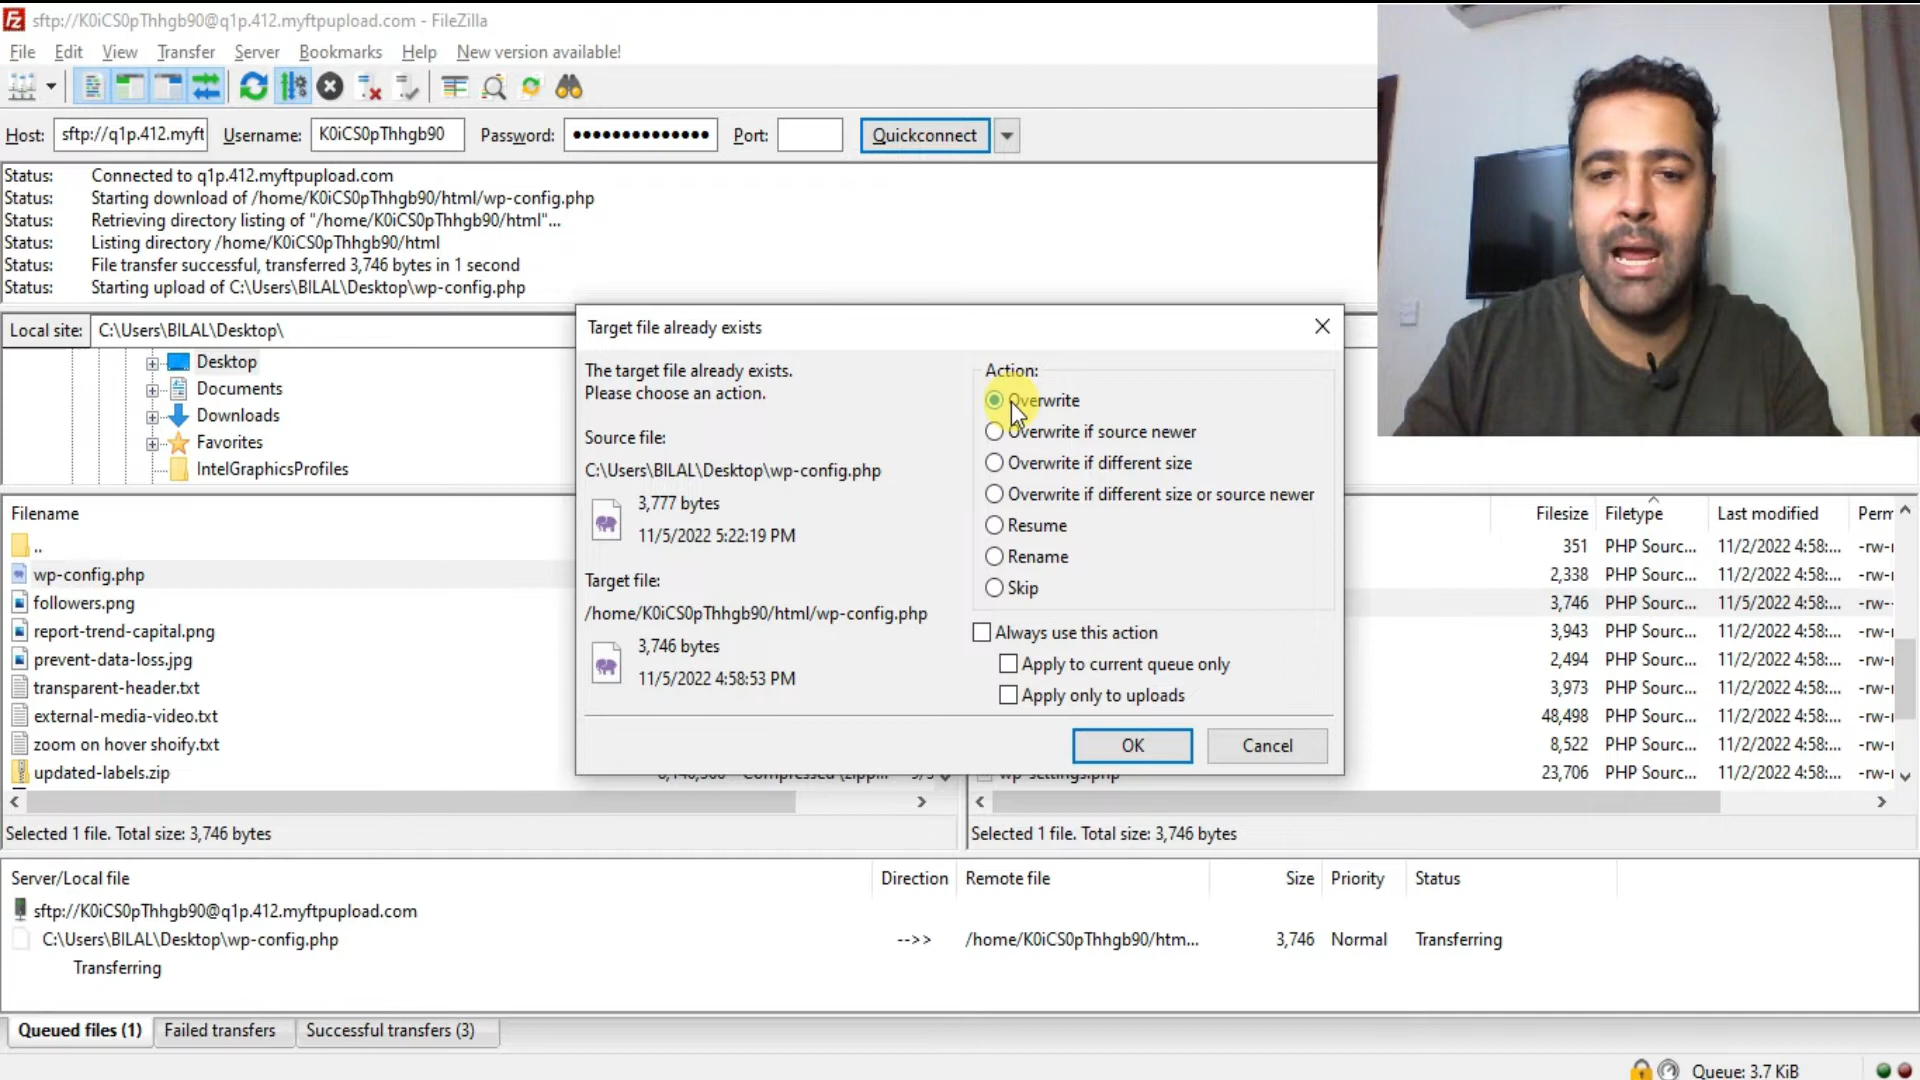 sftp://K0iCS0pThhgb90@q1p.412.myftpupload.com - FileZilla
File Edit View Transfer Server Bookmarks Help New version available!
Host: sftp://q1p.412.myft Username: K0iCS0pThhgb90 Password: ●●●●●●●●●●●●●● Port: Quickconnect
Status: Connected to q1p.412.myftpupload.com
Status: Starting download of /home/K0iCS0pThhgb90/html/wp-config.php
Status: Retrieving directory listing of "/home/K0iCS0pThhgb90/html"...
Status: Listing directory /home/K0iCS0pThhgb90/html
Status: File transfer successful, transferred 3,746 bytes in 1 second
Status: Starting upload of C:\Users\BILAL\Desktop\wp-config.php
Local site: C:\Users\BILAL\Desktop\
Desktop
Documents
Downloads
Favorites
IntelGraphicsProfiles
Filename
..
wp-config.php
followers.png
report-trend-capital.png
prevent-data-loss.jpg
transparent-header.txt
external-media-video.txt
zoom on hover shoify.txt
updated-labels.zip
Selected 1 file. Total size: 3,746 bytes
Target file already exists
The target file already exists.
Please choose an action.
Source file:
C:\Users\BILAL\Desktop\wp-config.php
3,777 bytes
11/5/2022 5:22:19 PM
Target file:
/home/K0iCS0pThhgb90/html/wp-config.php
3,746 bytes
11/5/2022 4:58:53 PM
Action:
Overwrite
Overwrite if source newer
Overwrite if different size
Overwrite if different size or source newer
Resume
Rename
Skip
Always use this action
Apply to current queue only
Apply only to uploads
OK Cancel
Filesize Filetype Last modified Perm
351 PHP Sourc... 11/2/2022 4:58:... -rw-r
2,338 PHP Sourc... 11/2/2022 4:58:... -rw-r
3,746 PHP Sourc... 11/5/2022 4:58:... -rw--
3,943 PHP Sourc... 11/2/2022 4:58:... -rw-r
2,494 PHP Sourc... 11/2/2022 4:58:... -rw-r
3,973 PHP Sourc... 11/2/2022 4:58:... -rw-r
48,498 PHP Sourc... 11/2/2022 4:58:... -rw-r
8,522 PHP Sourc... 11/2/2022 4:58:... -rw-r
wp-settings.php 23,706 PHP Sourc... 11/2/2022 4:58:... -rw-r
Selected 1 file. Total size: 3,746 bytes
Server/Local file Direction Remote file Size Priority Status
sftp://K0iCS0pThhgb90@q1p.412.myftpupload.com
C:\Users\BILAL\Desktop\wp-config.php -->> /home/K0iCS0pThhgb90/htm... 3,746 Normal Transferring
Transferring
Queued files (1) Failed transfers Successful transfers (3)
Queue: 3.7 KiB